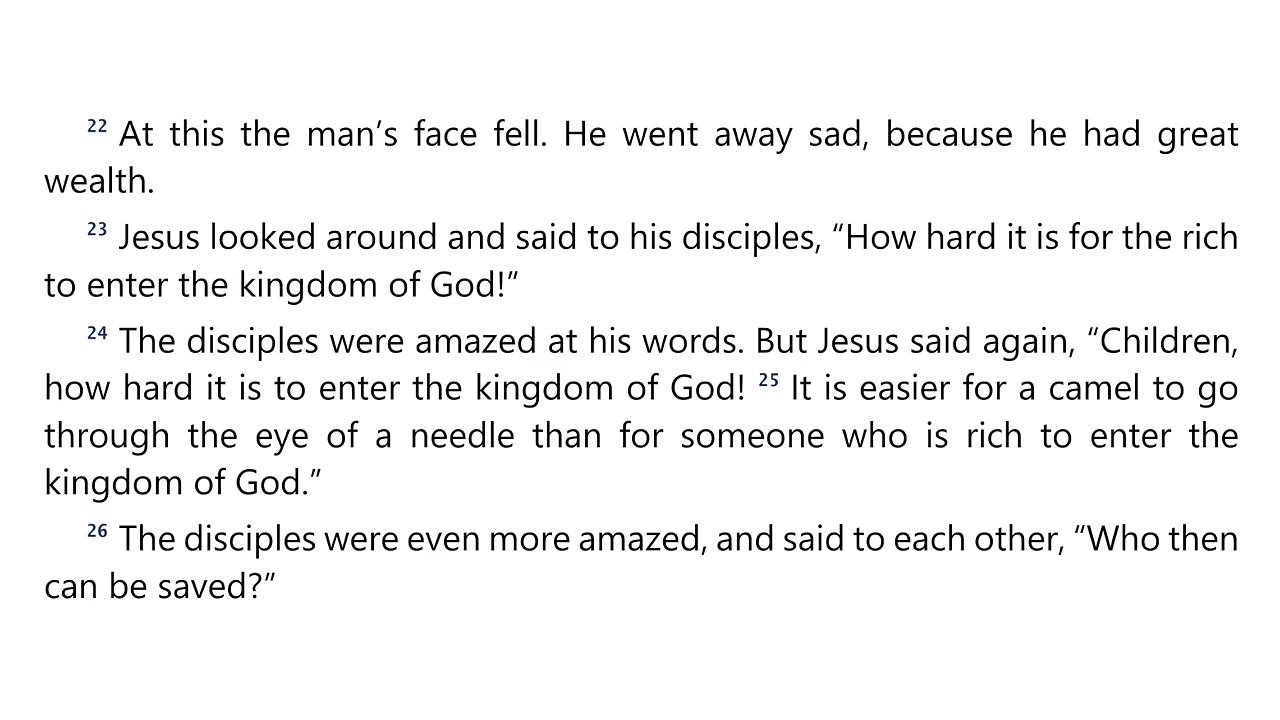 22 At this the man’s face fell. He went away sad, because he had great
wealth.
23 Jesus looked around and said to his disciples, “How hard it is for the rich
to enter the kingdom of God!”
24 The disciples were amazed at his words. But Jesus said again, “Children,
how hard it is to enter the kingdom of God! 25 It is easier for a camel to go
through the eye of a needle than for someone who is rich to enter the
kingdom of God.”
26 The disciples were even more amazed, and said to each other, “Who then
can be saved?”